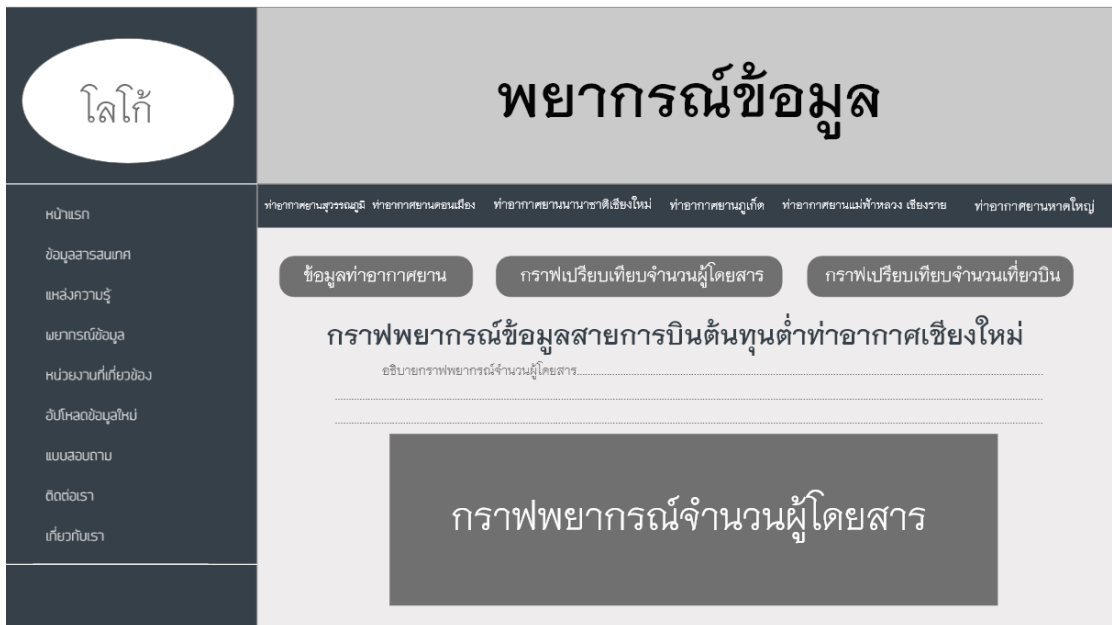 โลโก้
พยากรณ์ข้อมูล
หน้าแรก
ข้อมูลสารสนเทศ
แหล่งความรู้
พยากรณ์ข้อมูล
หน่วยงานที่เกี่ยวข้อง
อัปโหลดข้อมูลใหม่
แบบสอบถาม
ติดต่อเรา
เกี่ยวกับเรา
ท่าอากาศยานสุวรรณภูมิ ท่าอากาศยานดอนเมือง ท่าอากาศยานนานาชาติเชียงใหม่ ท่าอากาศยานภูเก็ต ท่าอากาศยานแม่ฟ้าหลวง เชียงราย ท่าอากาศยานหาดใหญ่
ข้อมูลท่าอากาศยาน กราฟเปรียบเทียบจำนวนผู้โดยสาร กราฟเปรียบเทียบจำนวนเที่ยวบิน
กราฟพยากรณ์ข้อมูลสายการบินต้นทุนต่ำท่าอากาศเชียงใหม่
อธิบายกราฟพยากรณ์จำนวนผู้โดยสาร
กราฟพยากรณ์จำนวนผู้โดยสาร